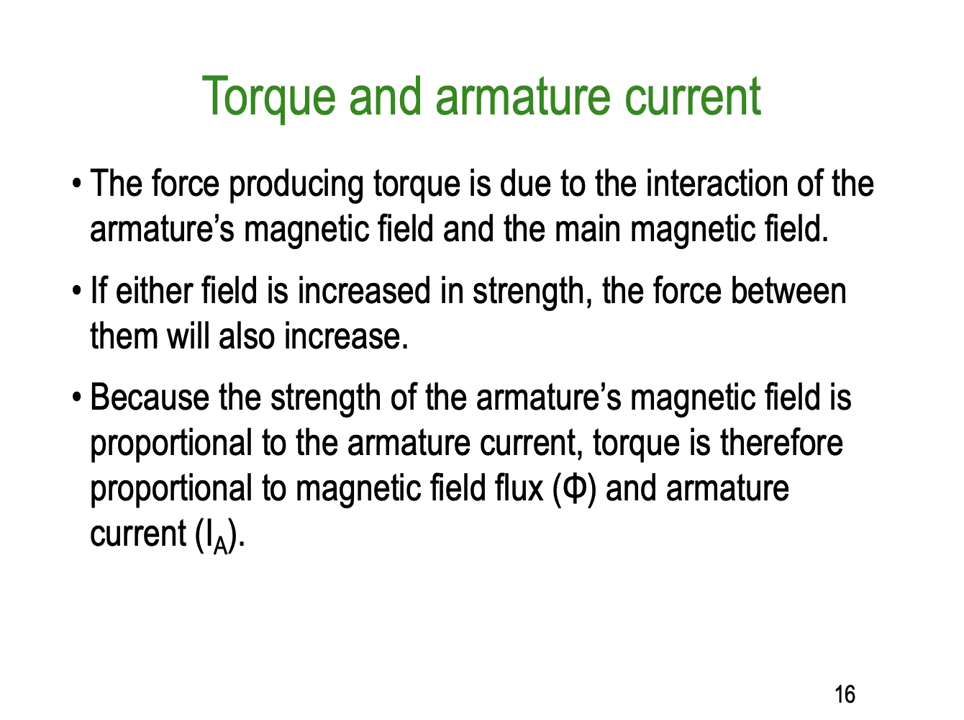 Torque and armature current
• The force producing torque is due to the interaction of the
armature’s magnetic field and the main magnetic field.
• If either field is increased in strength, the force between
them will also increase.
• Because the strength of the armature’s magnetic field is
proportional to the armature current, torque is therefore
proportional to magnetic field flux (Φ) and armature
current (I_A).
16